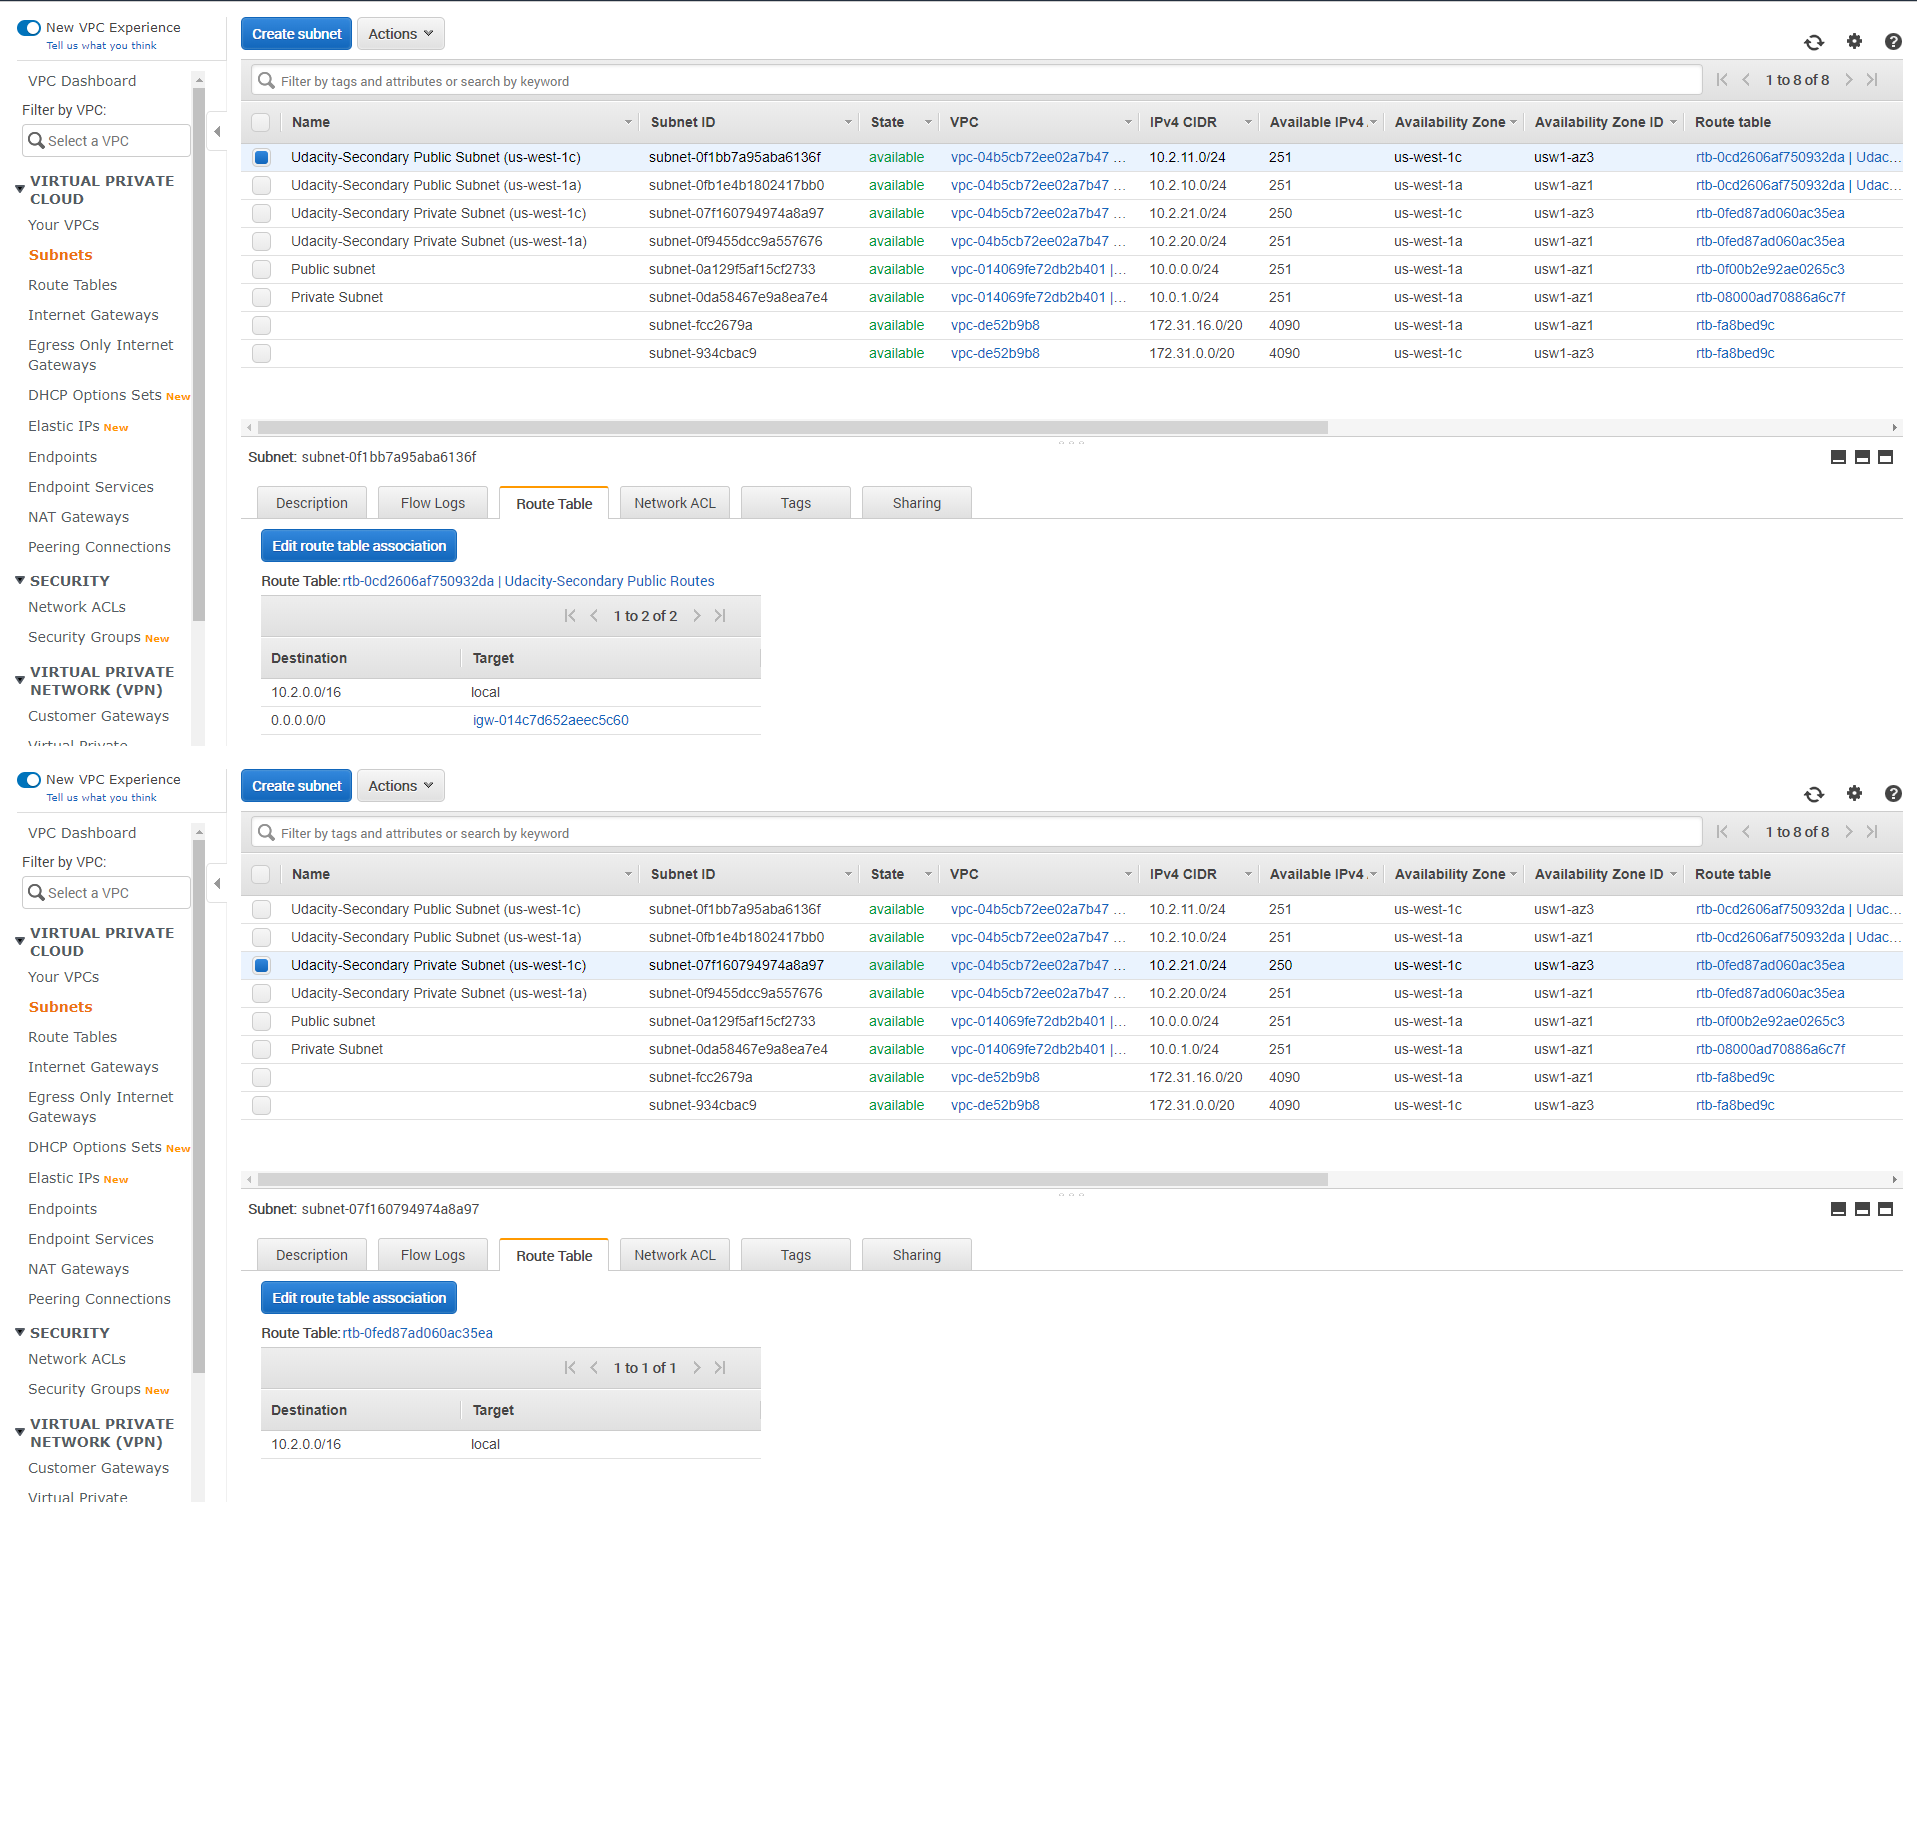 New VPC Experience
Tell us what you think
VPC Dashboard
Filter by VPC:
Select a VPC
VIRTUAL PRIVATE
CLOUD
Your VPCs
Subnets
Route Tables
Internet Gateways
Egress Only Internet
Gateways
DHCP Options Sets New
Elastic IPs New
Endpoints
Endpoint Services
NAT Gateways
Peering Connections
SECURITY
Network ACLs
Security Groups New
VIRTUAL PRIVATE
NETWORK (VPN)
Customer Gateways
Virtual Private
Create subnet Actions
Filter by tags and attributes or search by keyword 1 to 8 of 8
Name Subnet ID State VPC IPv4 CIDR Available IPv4 Availability Zone Availability Zone ID Route table
Udacity-Secondary Public Subnet (us-west-1c) subnet-0f1bb7a95aba6136f available vpc-04b5cb72ee02a7b47 ... 10.2.11.0/24 251 us-west-1c usw1-az3 rtb-0cd2606af750932da | Udac...
Udacity-Secondary Public Subnet (us-west-1a) subnet-0fb1e4b1802417bb0 available vpc-04b5cb72ee02a7b47 ... 10.2.10.0/24 251 us-west-1a usw1-az1 rtb-0cd2606af750932da | Udac...
Udacity-Secondary Private Subnet (us-west-1c) subnet-07f160794974a8a97 available vpc-04b5cb72ee02a7b47 ... 10.2.21.0/24 250 us-west-1c usw1-az3 rtb-0fed87ad060ac35ea
Udacity-Secondary Private Subnet (us-west-1a) subnet-0f9455dcc9a557676 available vpc-04b5cb72ee02a7b47 ... 10.2.20.0/24 251 us-west-1a usw1-az1 rtb-0fed87ad060ac35ea
Public subnet subnet-0a129f5af15cf2733 available vpc-014069fe72db2b401 |... 10.0.0.0/24 251 us-west-1a usw1-az1 rtb-0f00b2e92ae0265c3
Private Subnet subnet-0da58467e9a8ea7e4 available vpc-014069fe72db2b401 |... 10.0.1.0/24 251 us-west-1a usw1-az1 rtb-08000ad70886a6c7f
subnet-fcc2679a available vpc-de52b9b8 172.31.16.0/20 4090 us-west-1a usw1-az1 rtb-fa8bed9c
subnet-934cbac9 available vpc-de52b9b8 172.31.0.0/20 4090 us-west-1c usw1-az3 rtb-fa8bed9c
Subnet: subnet-0f1bb7a95aba6136f
Description Flow Logs Route Table Network ACL Tags Sharing
Edit route table association
Route Table: rtb-0cd2606af750932da | Udacity-Secondary Public Routes
1 to 2 of 2
Destination Target
10.2.0.0/16 local
0.0.0.0/0 igw-014c7d652aeec5c60
New VPC Experience
Tell us what you think
VPC Dashboard
Filter by VPC:
Select a VPC
VIRTUAL PRIVATE
CLOUD
Your VPCs
Subnets
Route Tables
Internet Gateways
Egress Only Internet
Gateways
DHCP Options Sets New
Elastic IPs New
Endpoints
Endpoint Services
NAT Gateways
Peering Connections
SECURITY
Network ACLs
Security Groups New
VIRTUAL PRIVATE
NETWORK (VPN)
Customer Gateways
Virtual Private
Create subnet Actions
Filter by tags and attributes or search by keyword 1 to 8 of 8
Name Subnet ID State VPC IPv4 CIDR Available IPv4 Availability Zone Availability Zone ID Route table
Udacity-Secondary Public Subnet (us-west-1c) subnet-0f1bb7a95aba6136f available vpc-04b5cb72ee02a7b47 ... 10.2.11.0/24 251 us-west-1c usw1-az3 rtb-0cd2606af750932da | Udac...
Udacity-Secondary Public Subnet (us-west-1a) subnet-0fb1e4b1802417bb0 available vpc-04b5cb72ee02a7b47 ... 10.2.10.0/24 251 us-west-1a usw1-az1 rtb-0cd2606af750932da | Udac...
Udacity-Secondary Private Subnet (us-west-1c) subnet-07f160794974a8a97 available vpc-04b5cb72ee02a7b47 ... 10.2.21.0/24 250 us-west-1c usw1-az3 rtb-0fed87ad060ac35ea
Udacity-Secondary Private Subnet (us-west-1a) subnet-0f9455dcc9a557676 available vpc-04b5cb72ee02a7b47 ... 10.2.20.0/24 251 us-west-1a usw1-az1 rtb-0fed87ad060ac35ea
Public subnet subnet-0a129f5af15cf2733 available vpc-014069fe72db2b401 |... 10.0.0.0/24 251 us-west-1a usw1-az1 rtb-0f00b2e92ae0265c3
Private Subnet subnet-0da58467e9a8ea7e4 available vpc-014069fe72db2b401 |... 10.0.1.0/24 251 us-west-1a usw1-az1 rtb-08000ad70886a6c7f
subnet-fcc2679a available vpc-de52b9b8 172.31.16.0/20 4090 us-west-1a usw1-az1 rtb-fa8bed9c
subnet-934cbac9 available vpc-de52b9b8 172.31.0.0/20 4090 us-west-1c usw1-az3 rtb-fa8bed9c
Subnet: subnet-07f160794974a8a97
Description Flow Logs Route Table Network ACL Tags Sharing
Edit route table association
Route Table: rtb-0fed87ad060ac35ea
1 to 1 of 1
Destination Target
10.2.0.0/16 local